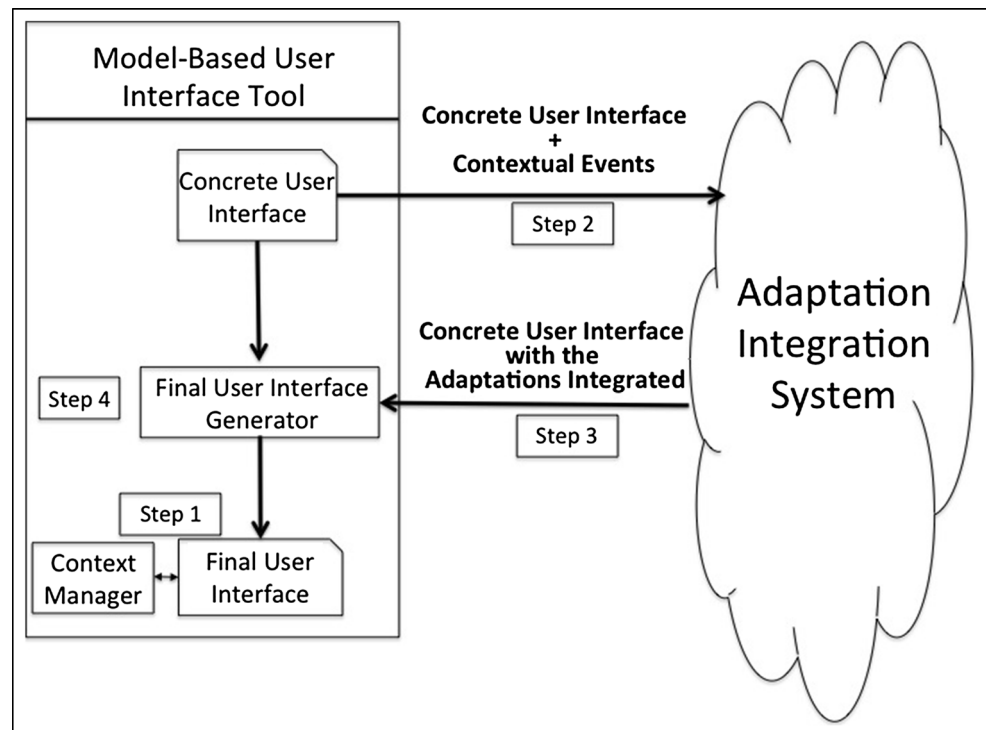 Model-Based User
Interface Tool
Concrete User
Interface
Concrete User Interface
+
Contextual Events
Step 2
Adaptation
Integration
System
Concrete User Interface
with the
Adaptations Integrated
Step 3
Step 4
Final User Interface
Generator
Step 1
Context
Manager
Final User
Interface